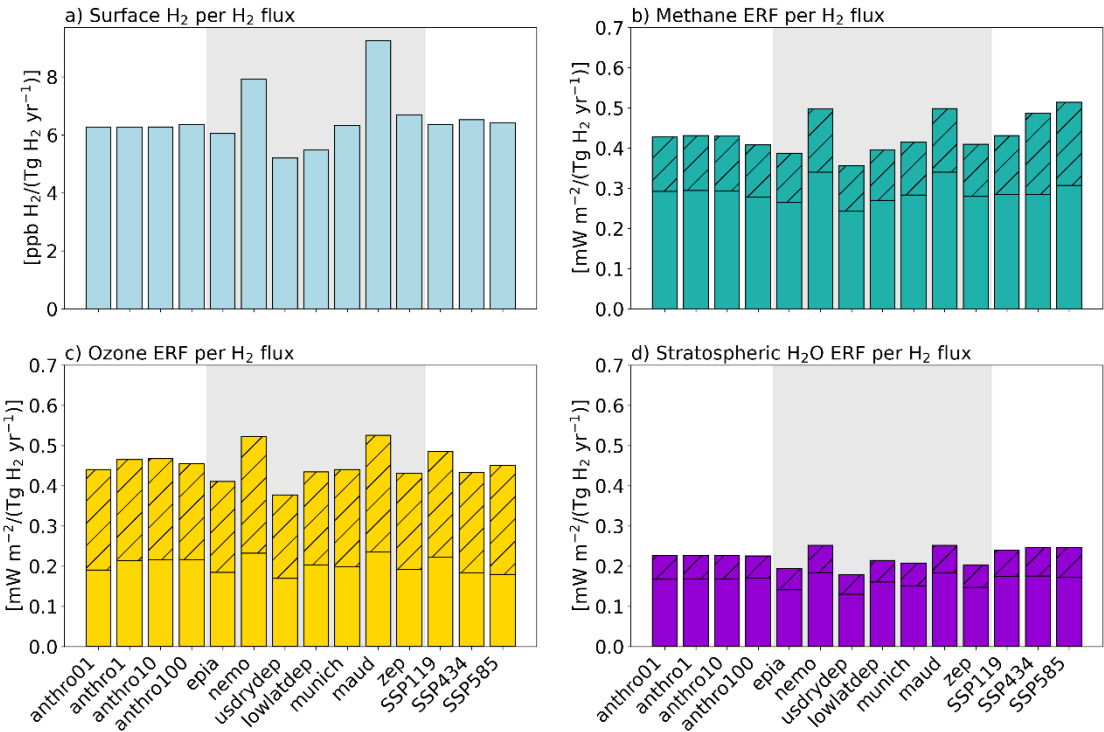 a) Surface H₂ per H₂ flux
[ppb H₂/(Tg H₂ yr⁻¹)]
8
6
4
2
0
b) Methane ERF per H₂ flux
[mW m⁻²/(Tg H₂ yr⁻¹)]
0.7
0.6
0.5
0.4
0.3
0.2
0.1
0.0
c) Ozone ERF per H₂ flux
[mW m⁻²/(Tg H₂ yr⁻¹)]
0.7
0.6
0.5
0.4
0.3
0.2
0.1
0.0
anthro01
anthro1
anthro10
anthro100
epia
nemo
usdrydep
lowlatdep
munich
maud
zep
SSP119
SSP434
SSP585
d) Stratospheric H₂O ERF per H₂ flux
[mW m⁻²/(Tg H₂ yr⁻¹)]
0.7
0.6
0.5
0.4
0.3
0.2
0.1
0.0
anthro01
anthro1
anthro10
anthro100
epia
nemo
usdrydep
lowlatdep
munich
maud
zep
SSP119
SSP434
SSP585